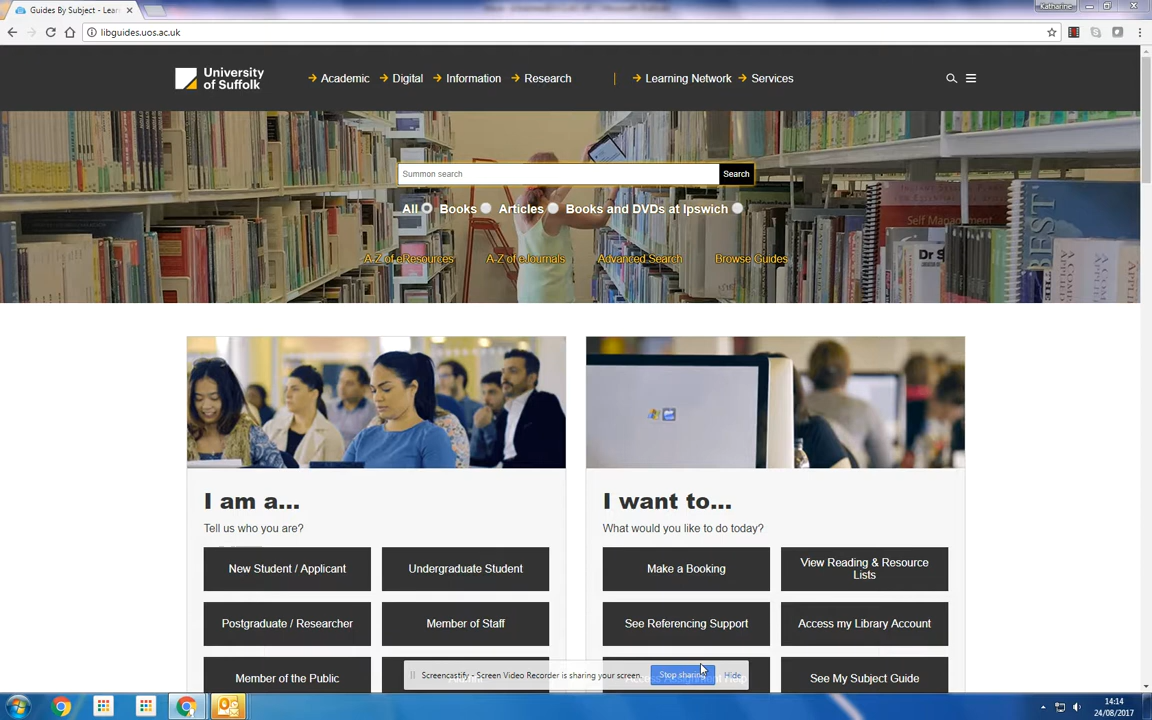 Guides By Subject - Lear
Katharine
libguides.uos.ac.uk
University
of Suffolk
Academic
Digital
Information
Research
Learning Network
Services
Summon search
Search
All
Books
Articles
Books and DVDs at Ipswich
A-Z of eResources
A-Z of eJournals
Advanced Search
Browse Guides
Self Management
BEST
I am a...
Tell us who you are?
New Student / Applicant
Undergraduate Student
Postgraduate / Researcher
Member of Staff
Member of the Public
I want to...
What would you like to do today?
Make a Booking
View Reading & Resource
Lists
See Referencing Support
Access my Library Account
See My Subject Guide
Screencastify - Screen Video Recorder is sharing your screen.
Stop sharing
Hide
14:14
24/08/2017